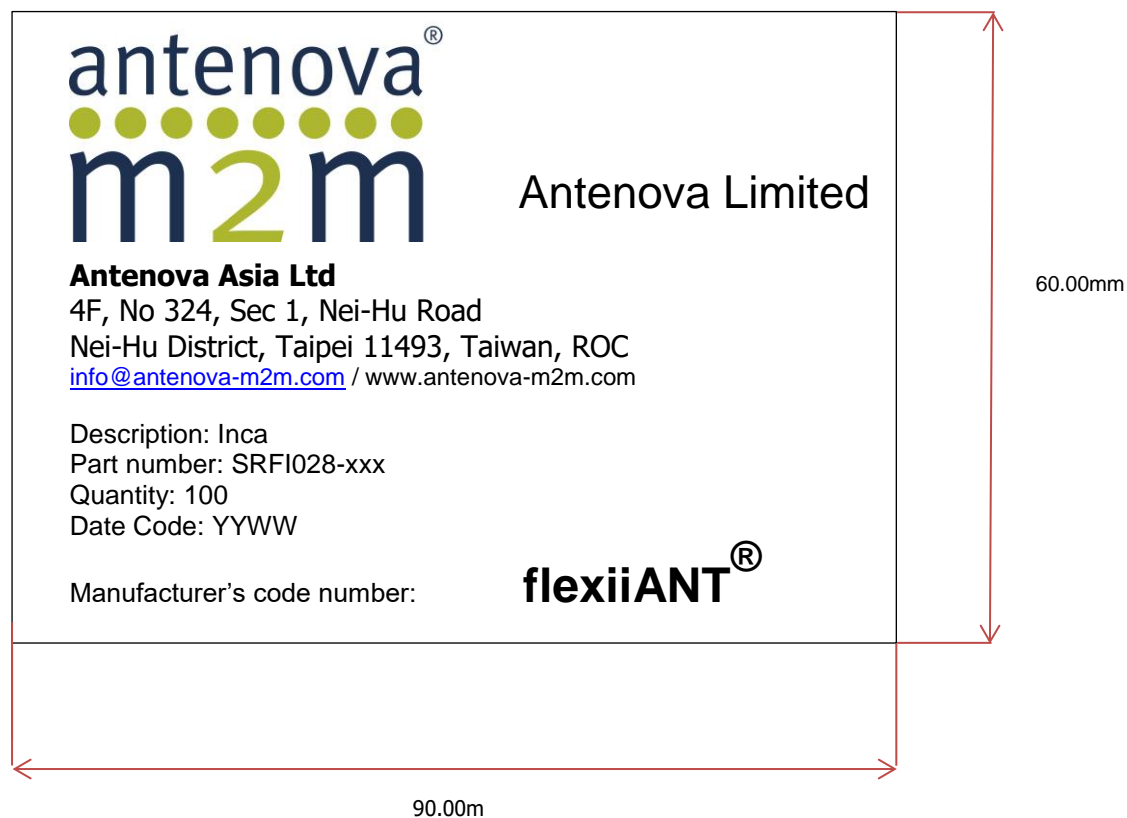 antenova®
m2m
Antenova Limited
Antenova Asia Ltd
4F, No 324, Sec 1, Nei-Hu Road
Nei-Hu District, Taipei 11493, Taiwan, ROC
info@antenova-m2m.com / www.antenova-m2m.com
Description: Inca
Part number: SRFI028-xxx
Quantity: 100
Date Code: YYWW
Manufacturer’s code number: flexiiANT®
60.00mm
90.00m